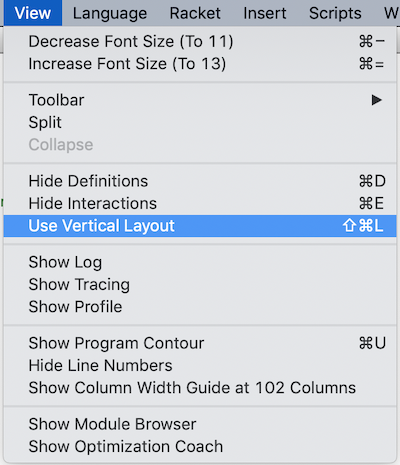 View Language Racket Insert Scripts W
Decrease Font Size (To 11) ⌘−
Increase Font Size (To 13) ⌘=
Toolbar ▶
Split
Collapse
Hide Definitions ⌘D
Hide Interactions ⌘E
Use Vertical Layout ⇧⌘L
Show Log
Show Tracing
Show Profile
Show Program Contour ⌘U
Hide Line Numbers
Show Column Width Guide at 102 Columns
Show Module Browser
Show Optimization Coach